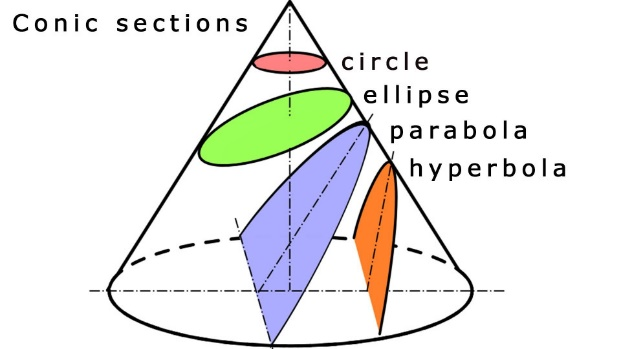 Conic sections
circle
ellipse
parabola
hyperbola